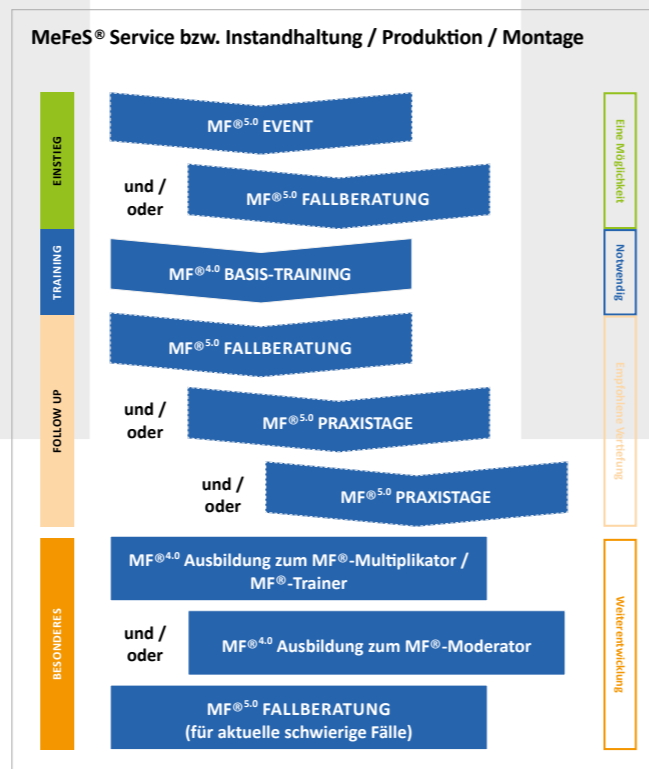 MeFeS® Service bzw. Instandhaltung / Produktion / Montage
EINSTIEG
MF®5.0 EVENT
und /
oder
MF®5.0 FALLBERATUNG
Eine Möglichkeit
TRAINING
MF®4.0 BASIS-TRAINING
Notwendig
FOLLOW UP
MF®5.0 FALLBERATUNG
und /
oder
MF®5.0 PRAXISTAGE
und /
oder
MF®5.0 PRAXISTAGE
Empfohlene Vertiefung
BESONDERES
MF®4.0 Ausbildung zum MF®-Multiplikator /
MF®-Trainer
und /
oder
MF®4.0 Ausbildung zum MF®-Moderator
MF®5.0 FALLBERATUNG
(für aktuelle schwierige Fälle)
Weiterentwicklung